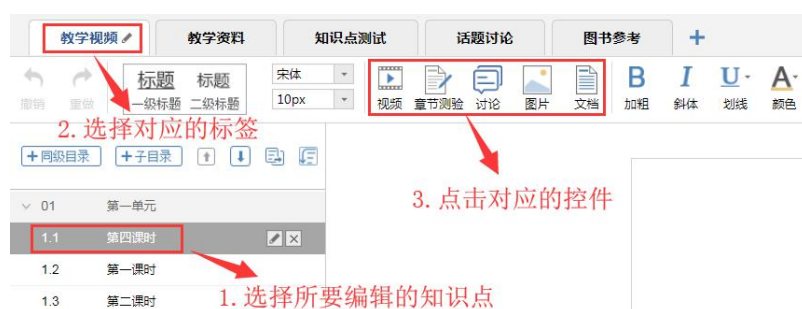 教学视频 教学资料 知识点测试 话题讨论 图书参考 +
标题 标题 宋体 B I U A
撤销 重做 一级标题 二级标题 10px 视频 章节测验 讨论 图片 文档 加粗 斜体 划线 颜色
2. 选择对应的标签
+同级目录 +子目录
3. 点击对应的控件
01 第一单元
1.1 第四课时
1.2 第一课时
1.3 第二课时
1. 选择所要编辑的知识点